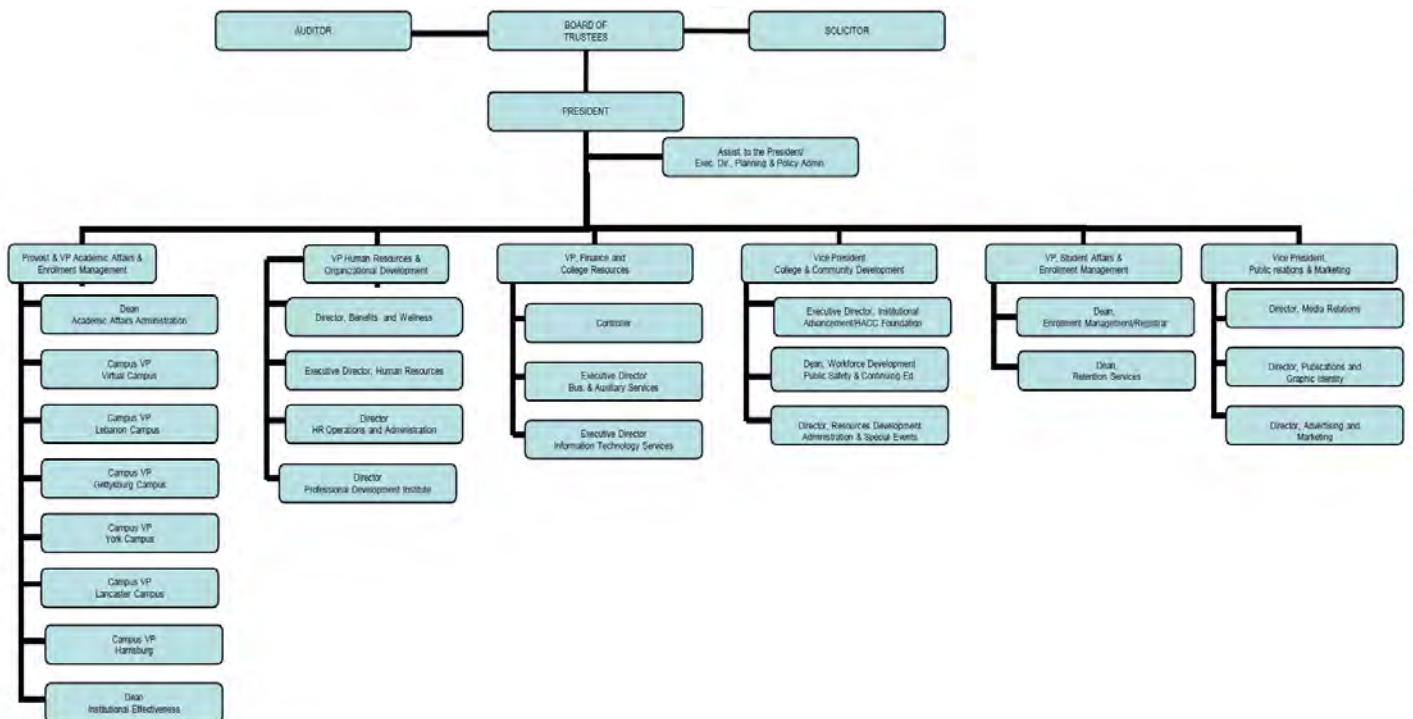 AUDITOR
BOARD OF
TRUSTEES
SOLICITOR
PRESIDENT
Assist. to the President/
Exec. Dir., Planning & Policy Admin.
Provost & VP Academic Affairs &
Enrollment Management
Dean
Academic Affairs Administration
Campus VP
Virtual Campus
Campus VP
Lebanon Campus
Campus VP
Gettysburg Campus
Campus VP
York Campus
Campus VP
Lancaster Campus
Campus VP
Harrisburg
Dean
Institutional Effectiveness
VP Human Resources &
Organizational Development
Director, Benefits and Wellness
Executive Director, Human Resources
Director
HR Operations and Administration
Director
Professional Development Institute
VP, Finance and
College Resources
Controller
Executive Director
Bus. & Auxiliary Services
Executive Director
Information Technology Services
Vice President
College & Community Development
Executive Director, Institutional
Advancement/HACC Foundation
Dean, Workforce Development
Public Safety & Continuing Ed
Director, Resources Development
Administration & Special Events
VP, Student Affairs &
Enrollment Management
Dean,
Enrollment Management/Registrar
Dean,
Retention Services
Vice President,
Public relations & Marketing
Director, Media Relations
Director, Publications and
Graphic Identity
Director, Advertising and
Marketing